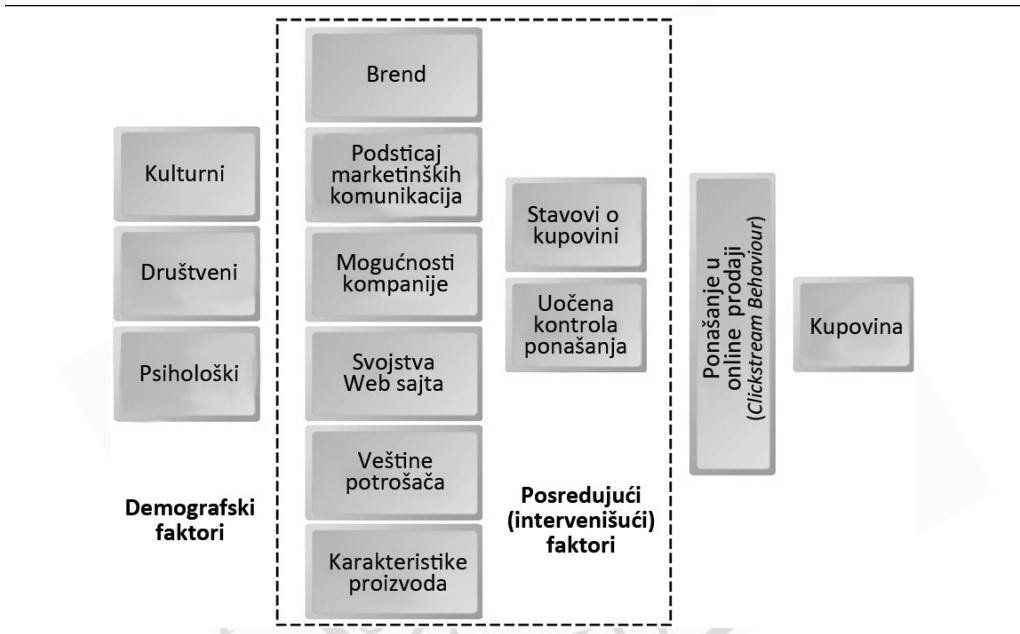 Kulturni
Društveni
Psihološki
Demografski
faktori
Brend
Podsticaj
marketinških
komunikacija
Mogućnosti
kompanije
Svojstva
Web sajta
Veštine
potrošača
Karakteristike
proizvoda
Stavovi o
kupovini
Uočena
kontrola
ponašanja
Posredujući
(intervenišući)
faktori
Ponašanje u
online prodaji
(Clickstream Behaviour)
Kupovina